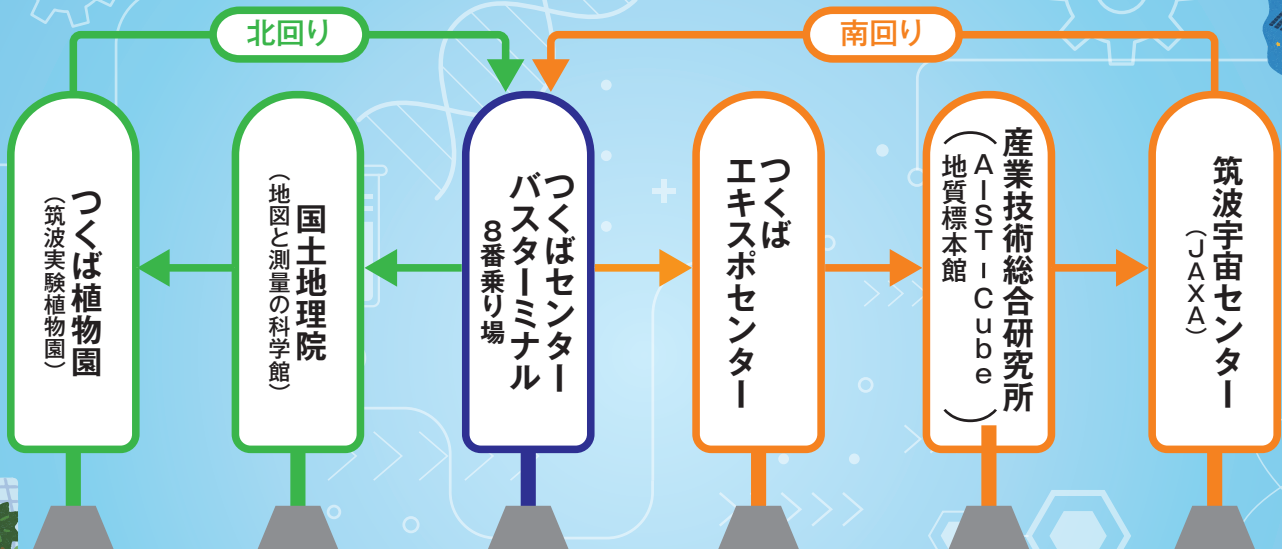 北回り
南回り
つくば植物園
（筑波実験植物園）
国土地理院
（地図と測量の科学館）
つくばセンター
バスターミナル
8番乗り場
つくば
エキスポセンター
産業技術総合研究所
（AIST-Cube
地質標本館）
筑波宇宙センター
（JAXA）